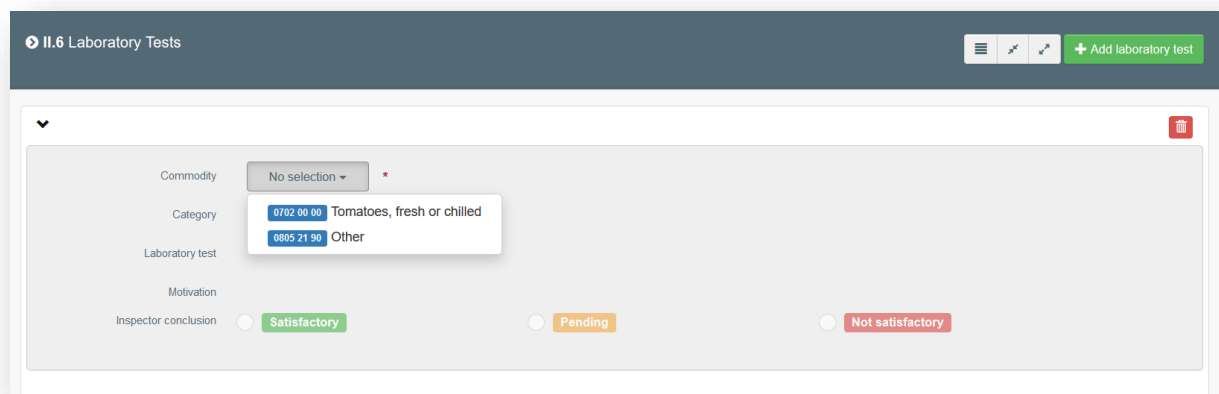 II.6 Laboratory Tests
Add laboratory test
Commodity No selection *
Category 0702 00 00 Tomatoes, fresh or chilled
0805 21 90 Other
Laboratory test
Motivation
Inspector conclusion Satisfactory Pending Not satisfactory